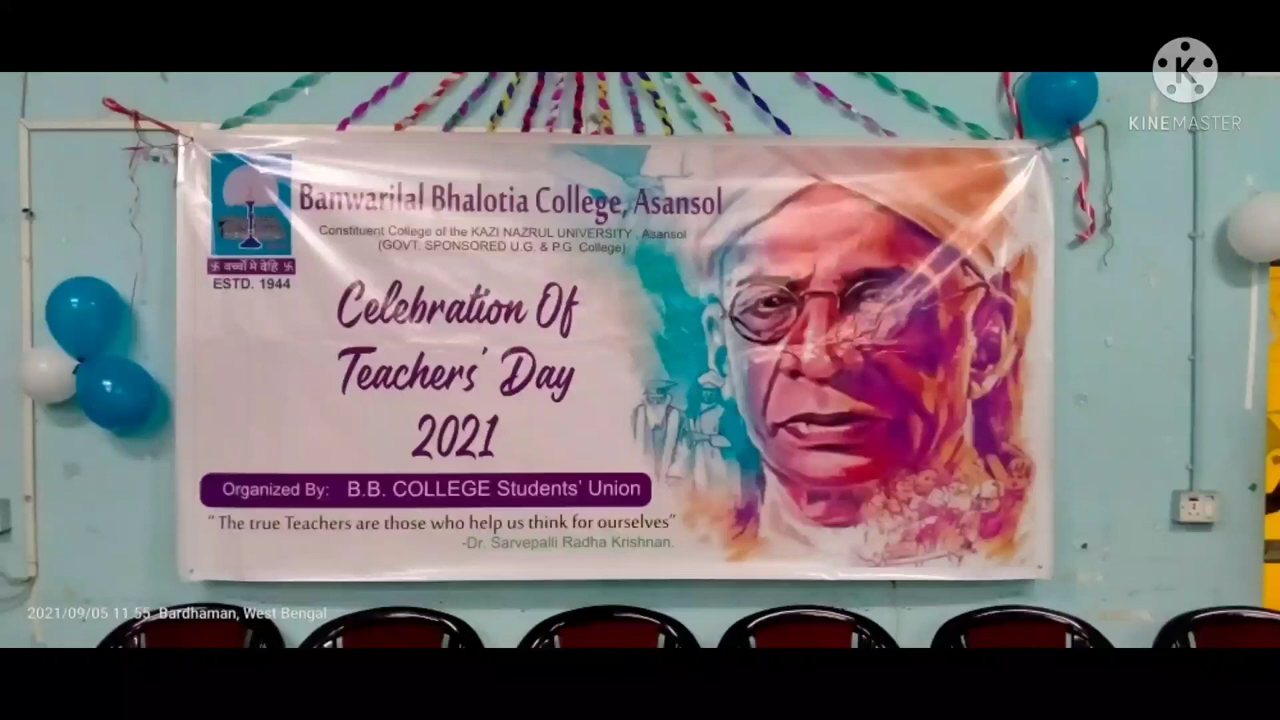 KINEMASTER
Banwarilal Bhalotia College, Asansol
Constituent College of the KAZI NAZRUL UNIVERSITY , Asansol
(GOVT. SPONSORED U.G. & P.G. College)
ESTD. 1944
Celebration Of
Teachers' Day
2021
Organized By: B.B. COLLEGE Students' Union
“ The true Teachers are those who help us think for ourselves”
-Dr. Sarvepalli Radha Krishnan.
2021/09/05 11:55 Bardhaman, West Bengal